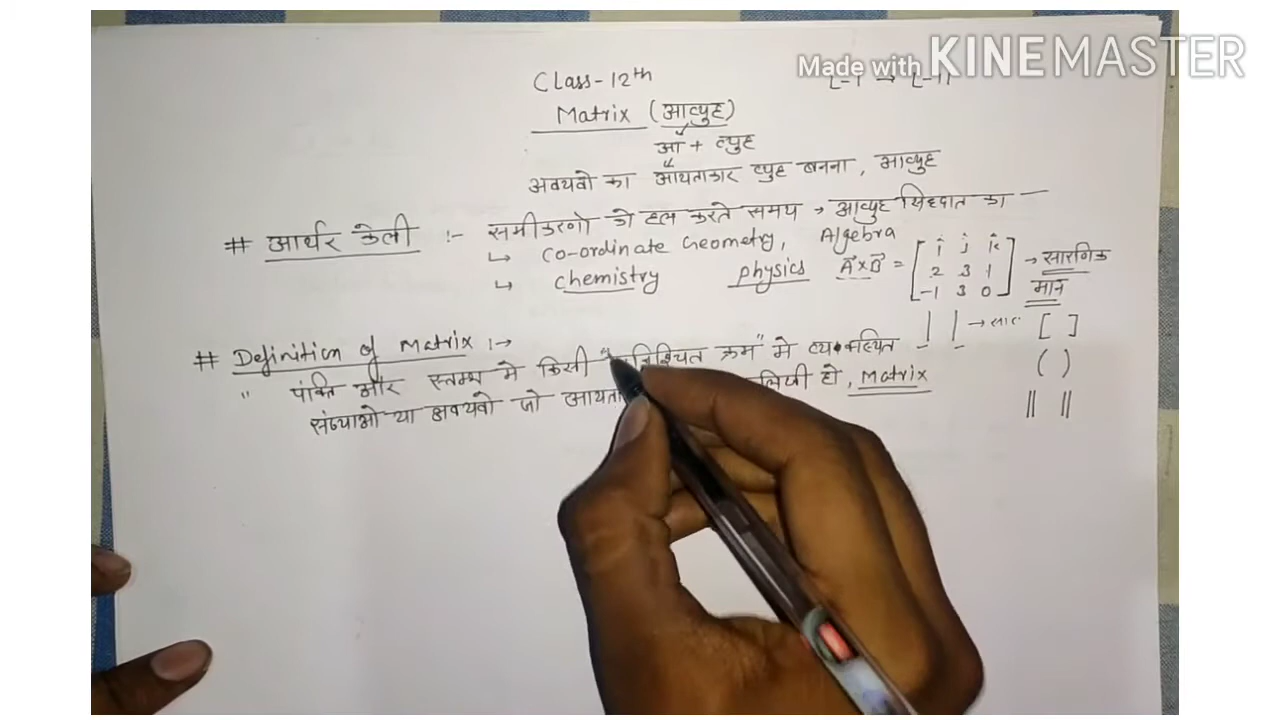 Made with KINEMASTER
Class-12th
L-1 → L-11
Matrix (आव्युह)
आ + व्युह
अवयवो का आयताकार व्युह बनना, आव्युह
# आर्थर केली :- समीकरणो को हल करते समय → आव्युह सिध्दात का —
↳ Co-ordinate Geometry, Algebra
↳ Chemistry Physics A⃗×B⃗ = [ î ĵ k̂ → सारणिक
2 3 1 मान
-1 3 0 ]
# Definition of Matrix :→
| | → सार॰ [ ]
" पंक्ति और स्तम्भ मे किसी " निश्चित क्रम" मे व्यवस्थित ( )
संख्याओ या अवयवो जो हो, Matrix || ||